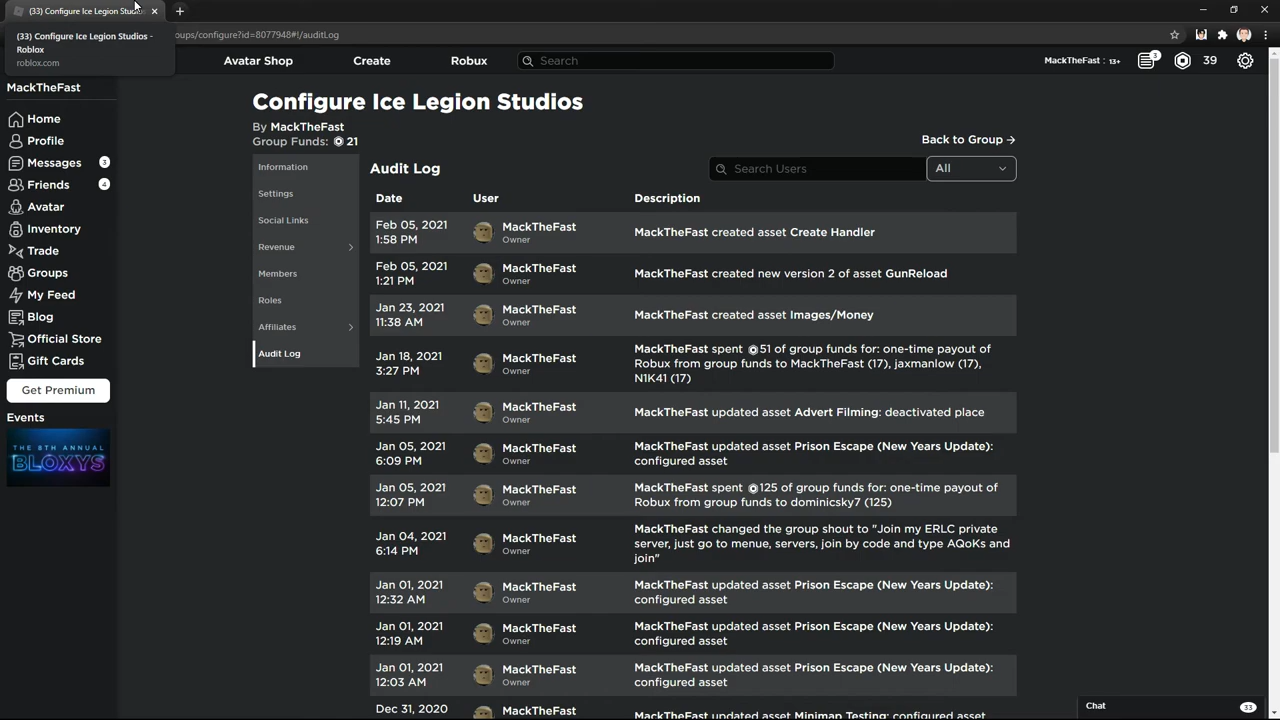 (33) Configure Ice Legion Studios
(33) Configure Ice Legion Studios -
Roblox
roblox.com
oups/configure?id=8077948#!/auditLog
Avatar Shop
Create
Robux
Search
MackTheFast : 13+
3
39
MackTheFast
Home
Profile
Messages
3
Friends
4
Avatar
Inventory
Trade
Groups
My Feed
Blog
Official Store
Gift Cards
Get Premium
Events
THE 8TH ANNUAL
BLOXYS
Configure Ice Legion Studios
By MackTheFast
Group Funds: 21
Back to Group
Information
Settings
Social Links
Revenue
Members
Roles
Affiliates
Audit Log
Audit Log
Search Users
All
Date User Description
Feb 05, 2021
1:58 PM
MackTheFast
Owner
MackTheFast created asset Create Handler
Feb 05, 2021
1:21 PM
MackTheFast
Owner
MackTheFast created new version 2 of asset GunReload
Jan 23, 2021
11:38 AM
MackTheFast
Owner
MackTheFast created asset Images/Money
Jan 18, 2021
3:27 PM
MackTheFast
Owner
MackTheFast spent 51 of group funds for: one-time payout of
Robux from group funds to MackTheFast (17), jaxmanlow (17),
N1K41 (17)
Jan 11, 2021
5:45 PM
MackTheFast
Owner
MackTheFast updated asset Advert Filming: deactivated place
Jan 05, 2021
6:09 PM
MackTheFast
Owner
MackTheFast updated asset Prison Escape (New Years Update):
configured asset
Jan 05, 2021
12:07 PM
MackTheFast
Owner
MackTheFast spent 125 of group funds for: one-time payout of
Robux from group funds to dominicsky7 (125)
Jan 04, 2021
6:14 PM
MackTheFast
Owner
MackTheFast changed the group shout to "Join my ERLC private
server, just go to menue, servers, join by code and type AQoKs and
join"
Jan 01, 2021
12:32 AM
MackTheFast
Owner
MackTheFast updated asset Prison Escape (New Years Update):
configured asset
Jan 01, 2021
12:19 AM
MackTheFast
Owner
MackTheFast updated asset Prison Escape (New Years Update):
configured asset
Jan 01, 2021
12:03 AM
MackTheFast
Owner
MackTheFast updated asset Prison Escape (New Years Update):
configured asset
Dec 31, 2020
MackTheFast
MackTheFast updated asset Minimap Testing: configured asset
Chat
33